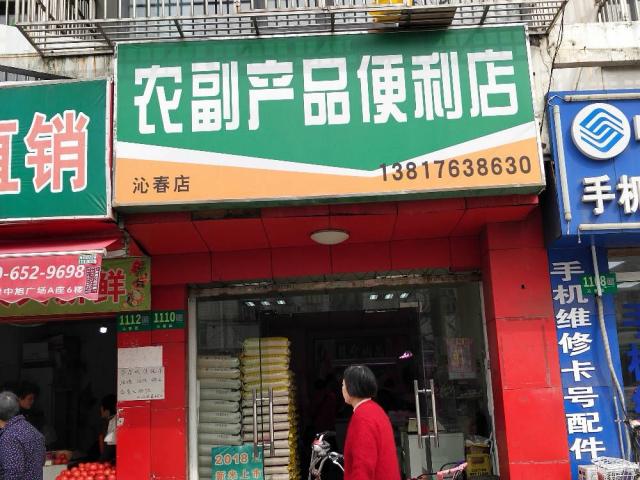 农副产品便利店
沁春店
13817638630
直销
0-652-9698
中旭广场A座6楼
鲜
1112
1110
1108
手机
手机维修卡号配件
2018
新米上市